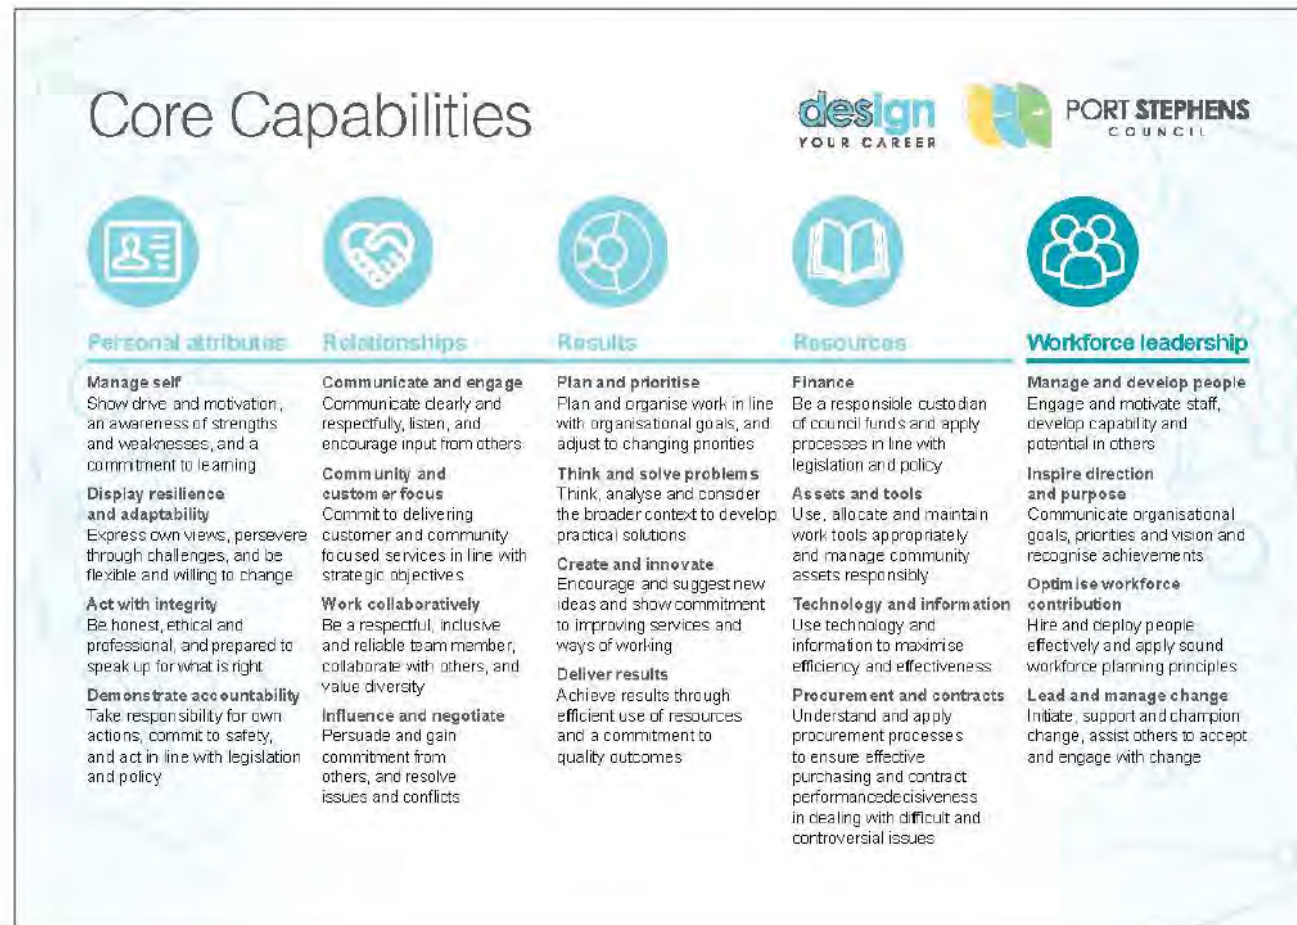 Core Capabilities
design
YOUR CAREER
PORT STEPHENS
COUNCIL
Personal attributes
Manage self
Show drive and motivation,
an awareness of strengths
and weaknesses, and a
commitment to learning
Display resilience
and adaptability
Express own views, persevere
through challenges, and be
flexible and willing to change
Act with integrity
Be honest, ethical and
professional, and prepared to
speak up for what is right
Demonstrate accountability
Take responsibility for own
actions, commit to safety,
and act in line with legislation
and policy
Relationships
Communicate and engage
Communicate clearly and
respectfully, listen, and
encourage input from others
Community and
customer focus
Commit to delivering
customer and community
focused services in line with
strategic objectives
Work collaboratively
Be a respectful, inclusive
and reliable team member,
collaborate with others, and
value diversity
Influence and negotiate
Persuade and gain
commitment from
others, and resolve
issues and conflicts
Results
Plan and prioritise
Plan and organise work in line
with organisational goals, and
adjust to changing priorities
Think and solve problems
Think, analyse and consider
the broader context to develop
practical solutions
Create and innovate
Encourage and suggest new
ideas and show commitment
to improving services and
ways of working
Deliver results
Achieve results through
efficient use of resources
and a commitment to
quality outcomes
Resources
Finance
Be a responsible custodian
of council funds and apply
processes in line with
legislation and policy
Assets and tools
Use, allocate and maintain
work tools appropriately
and manage community
assets responsibly
Technology and information
Use technology and
information to maximise
efficiency and effectiveness
Procurement and contracts
Understand and apply
procurement processes
to ensure effective
purchasing and contract
performancedecisiveness
in dealing with difficult and
controversial issues
Workforce leadership
Manage and develop people
Engage and motivate staff,
develop capability and
potential in others
Inspire direction
and purpose
Communicate organisational
goals, priorities and vision and
recognise achievements
Optimise workforce
contribution
Hire and deploy people
effectively and apply sound
workforce planning principles
Lead and manage change
Initiate, support and champion
change, assist others to accept
and engage with change